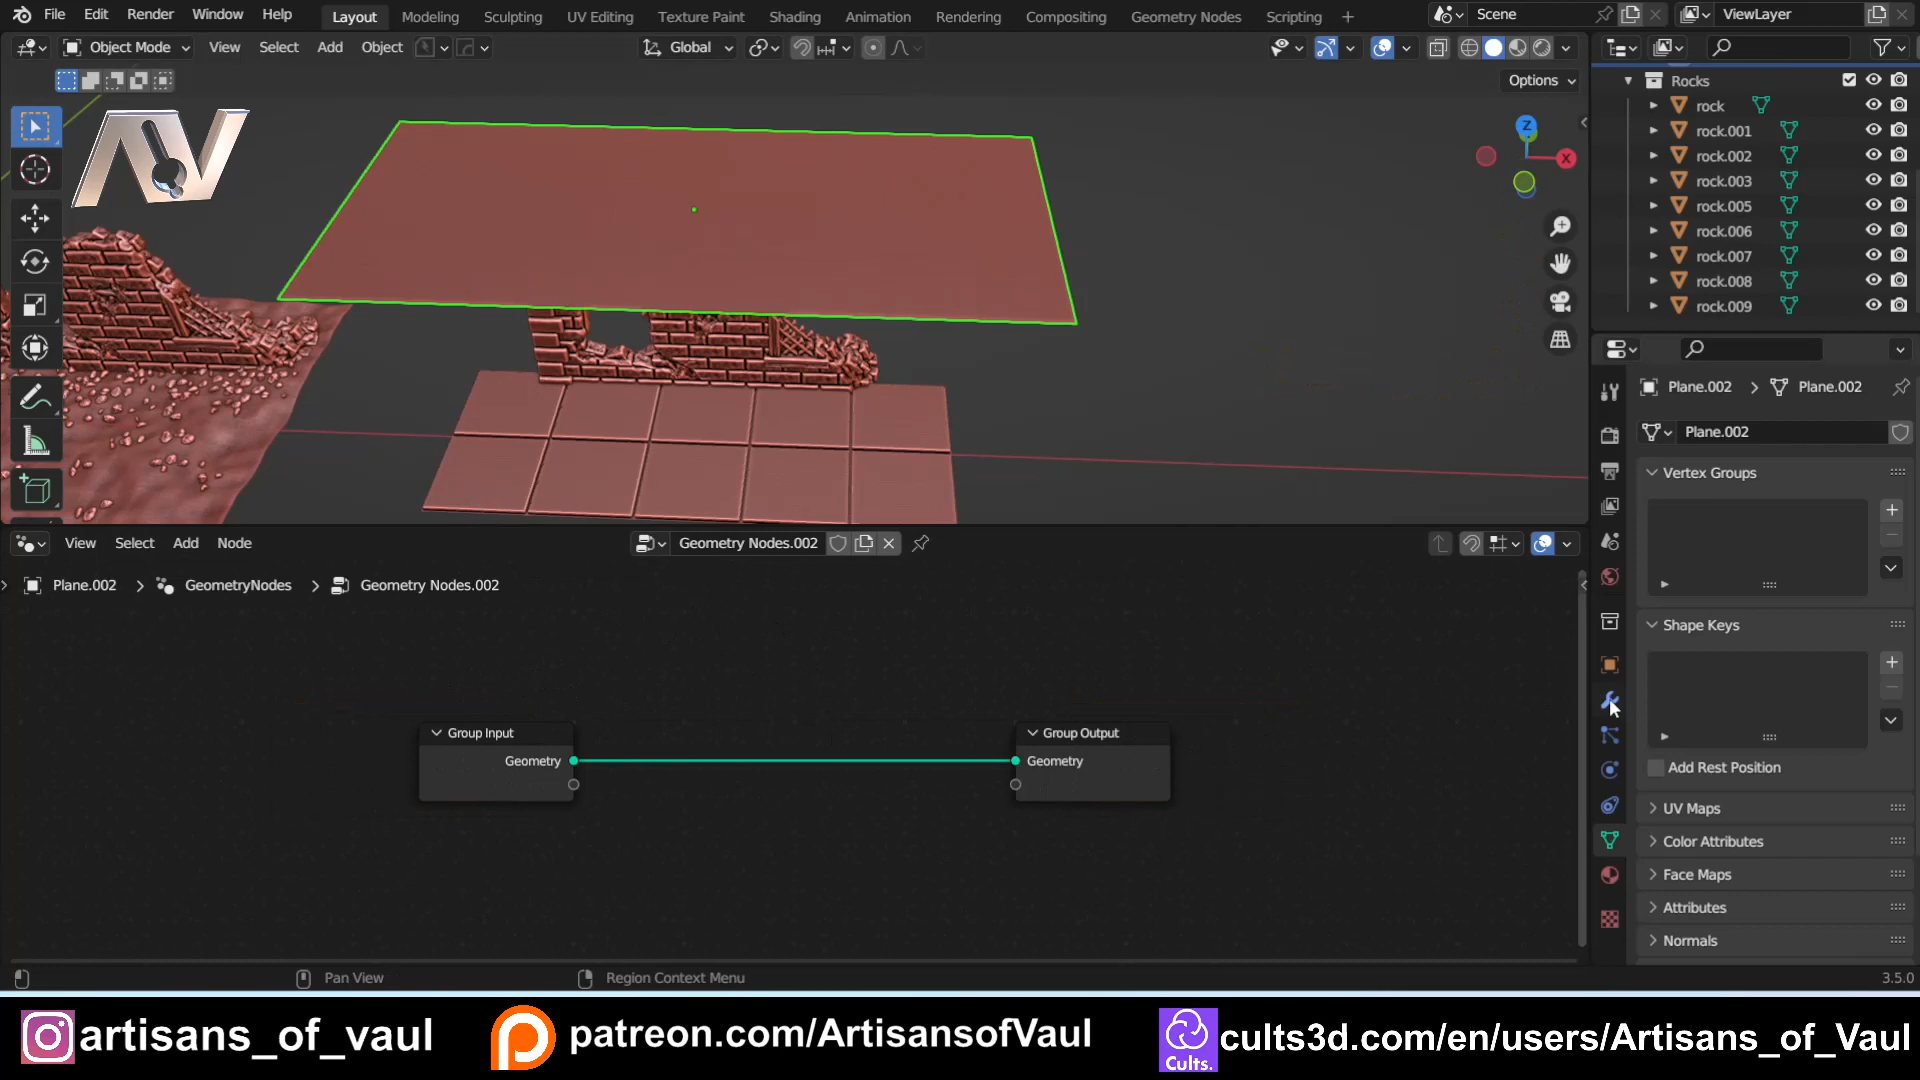 File Edit Render Window Help Layout Modeling Sculpting UV Editing Texture Paint Shading Animation Rendering Compositing Geometry Nodes Scripting + Scene ViewLayer
Object Mode View Select Add Object Global
Options
Z
X
Rocks
rock
rock.001
rock.002
rock.003
rock.005
rock.006
rock.007
rock.008
rock.009
Plane.002 > Plane.002
Plane.002
Vertex Groups
Shape Keys
Add Rest Position
UV Maps
Color Attributes
Face Maps
Attributes
Normals
View Select Add Node Geometry Nodes.002
Plane.002 > GeometryNodes > Geometry Nodes.002
Group Input
Geometry
Group Output
Geometry
Pan View Region Context Menu 3.5.0
artisans_of_vaul patreon.com/ArtisansofVaul Cults. cults3d.com/en/users/Artisans_of_Vaul